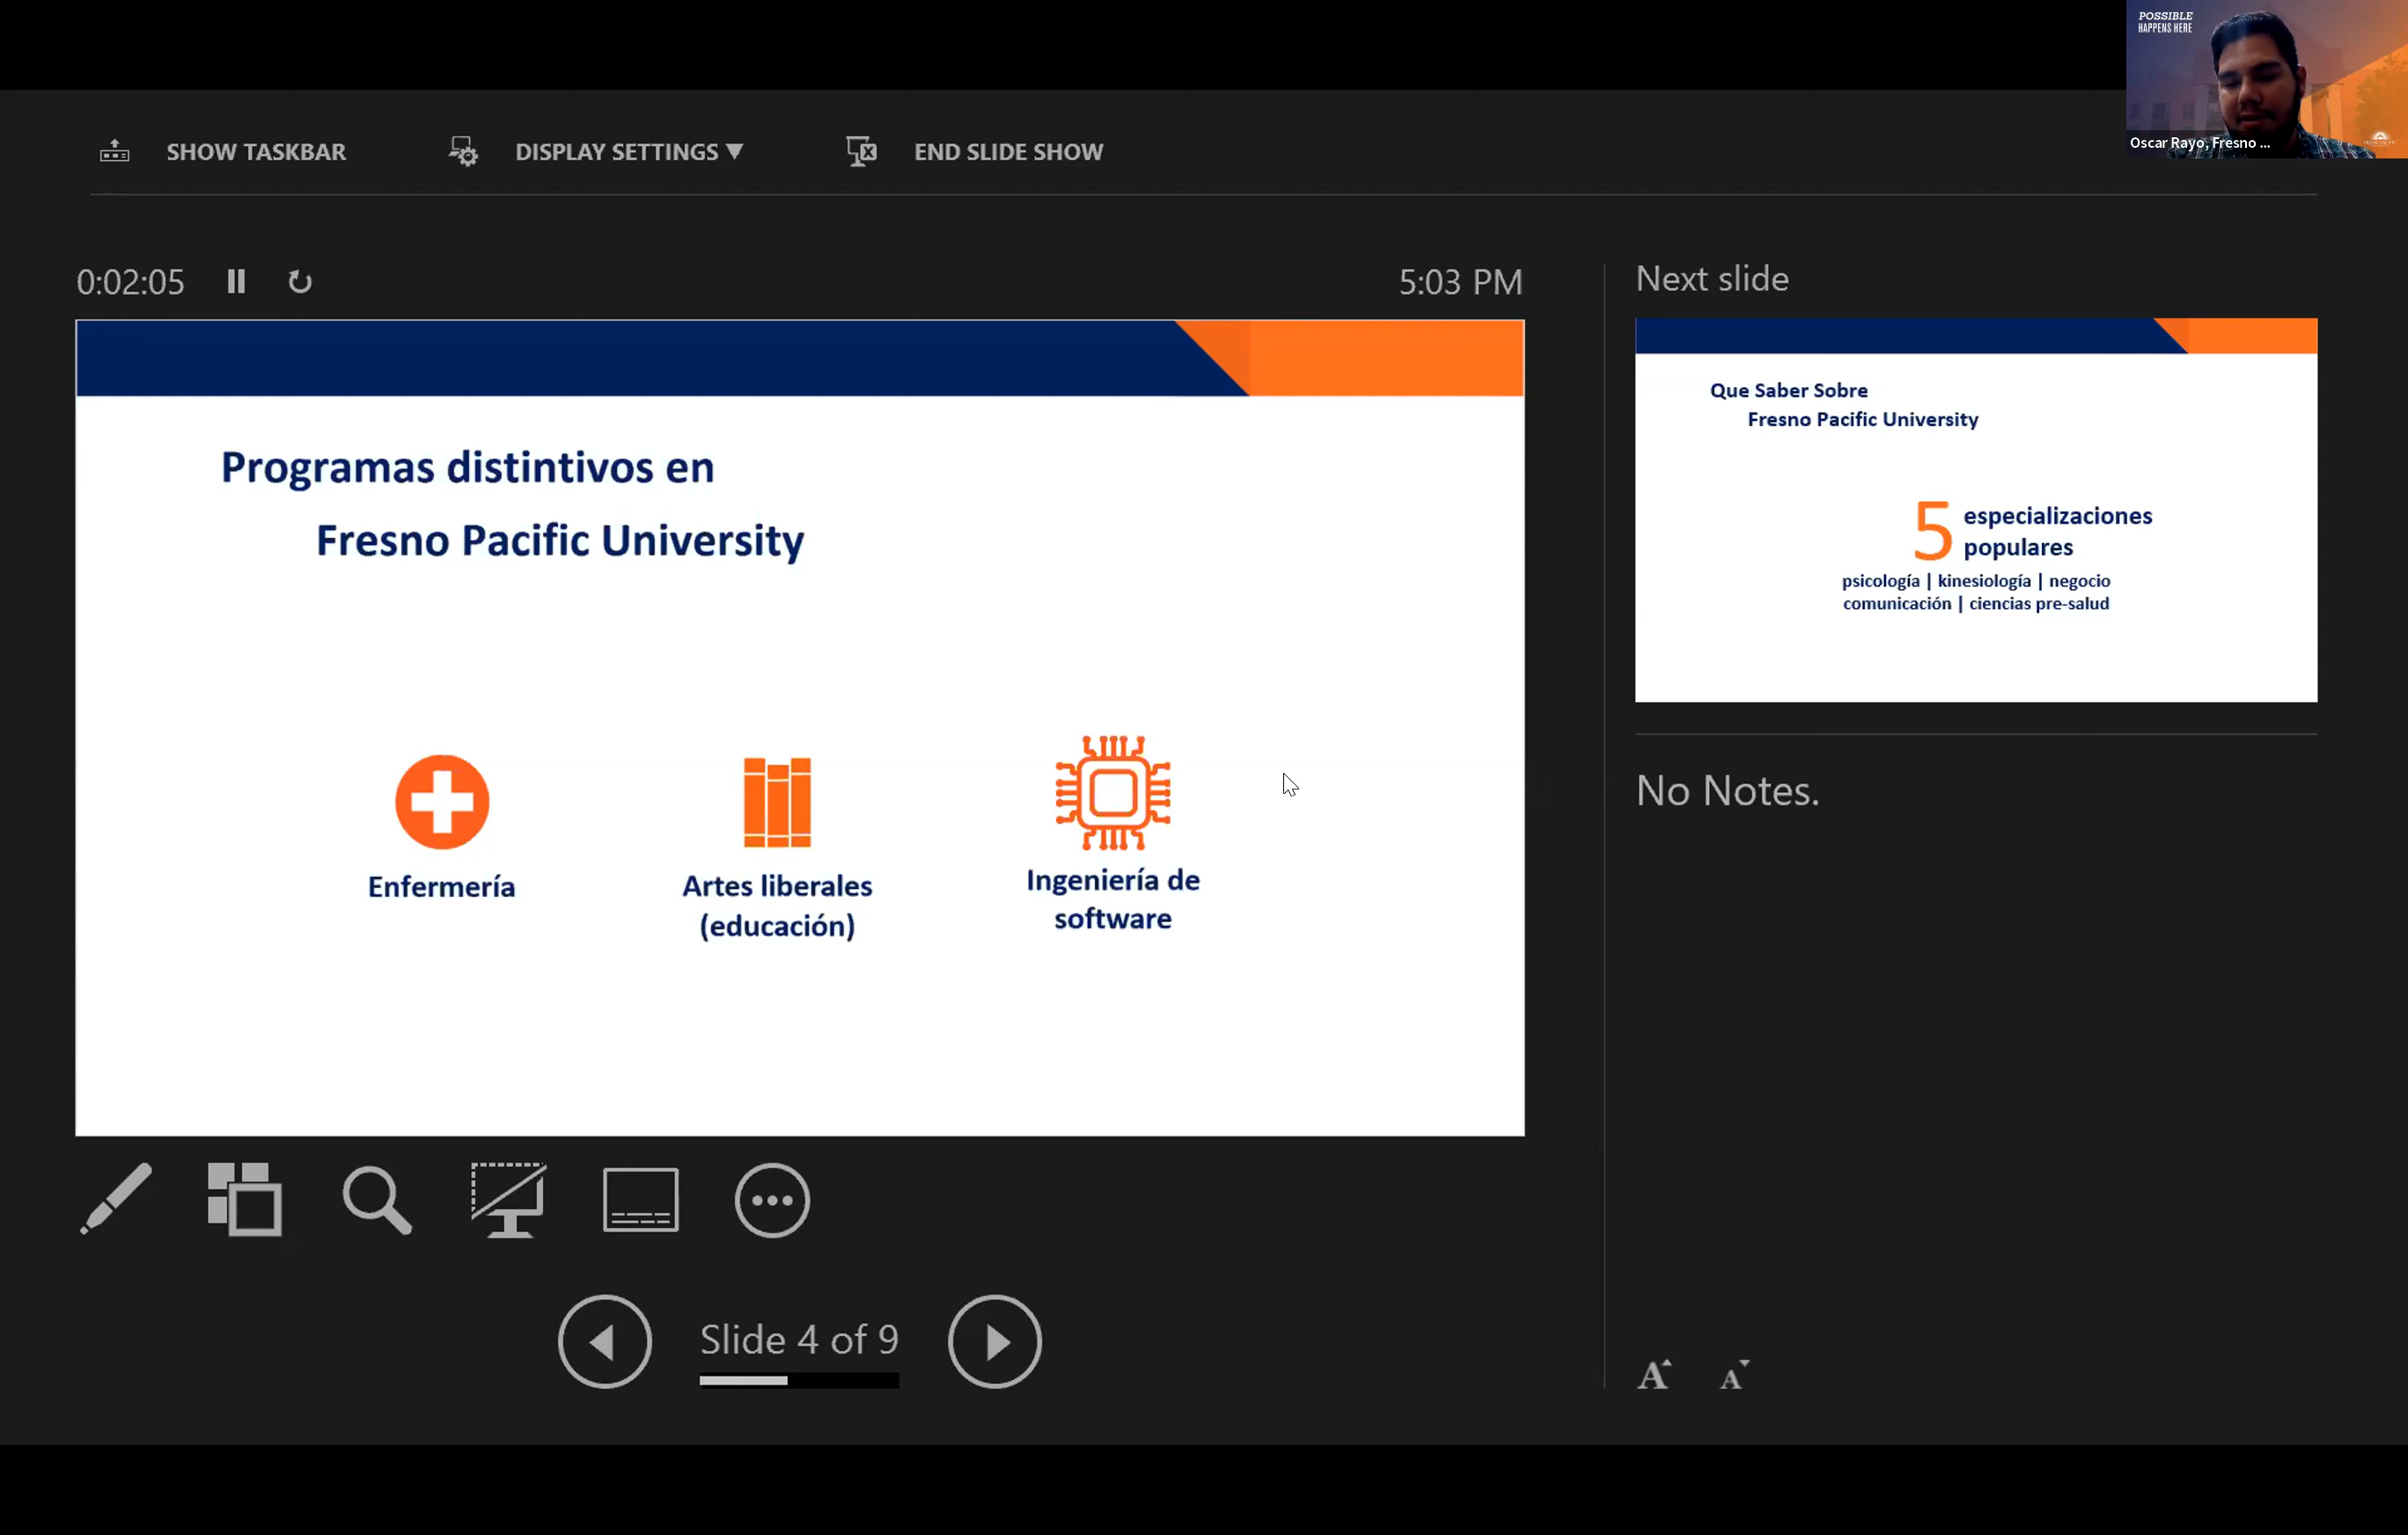 POSSIBLE
HAPPENS HERE
Oscar Rayo, Fresno ...
SHOW TASKBAR
DISPLAY SETTINGS
END SLIDE SHOW
0:02:05
5:03 PM
Programas distintivos en
Fresno Pacific University
Enfermería
Artes liberales
(educación)
Ingeniería de
software
Slide 4 of 9
Next slide
Que Saber Sobre
Fresno Pacific University
5 especializaciones
populares
psicología | kinesiología | negocio
comunicación | ciencias pre-salud
No Notes.
A A